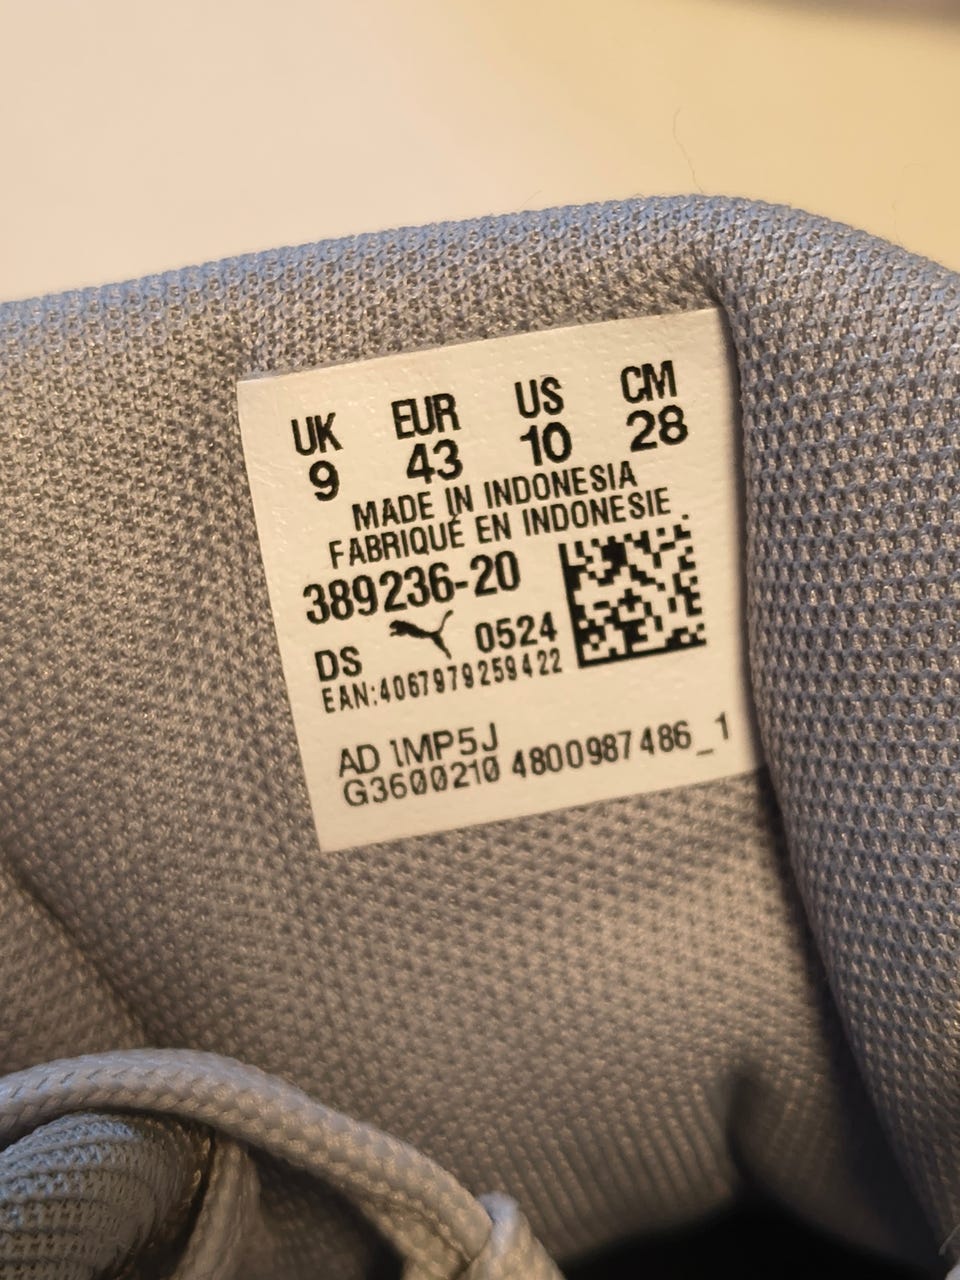 UK EUR US CM
9 43 10 28
MADE IN INDONESIA
FABRIQUÉ EN INDONESIE .
389236-20
DS 0524
EAN:4067979259422
AD 1MP5J
G3600210 4800987486_1